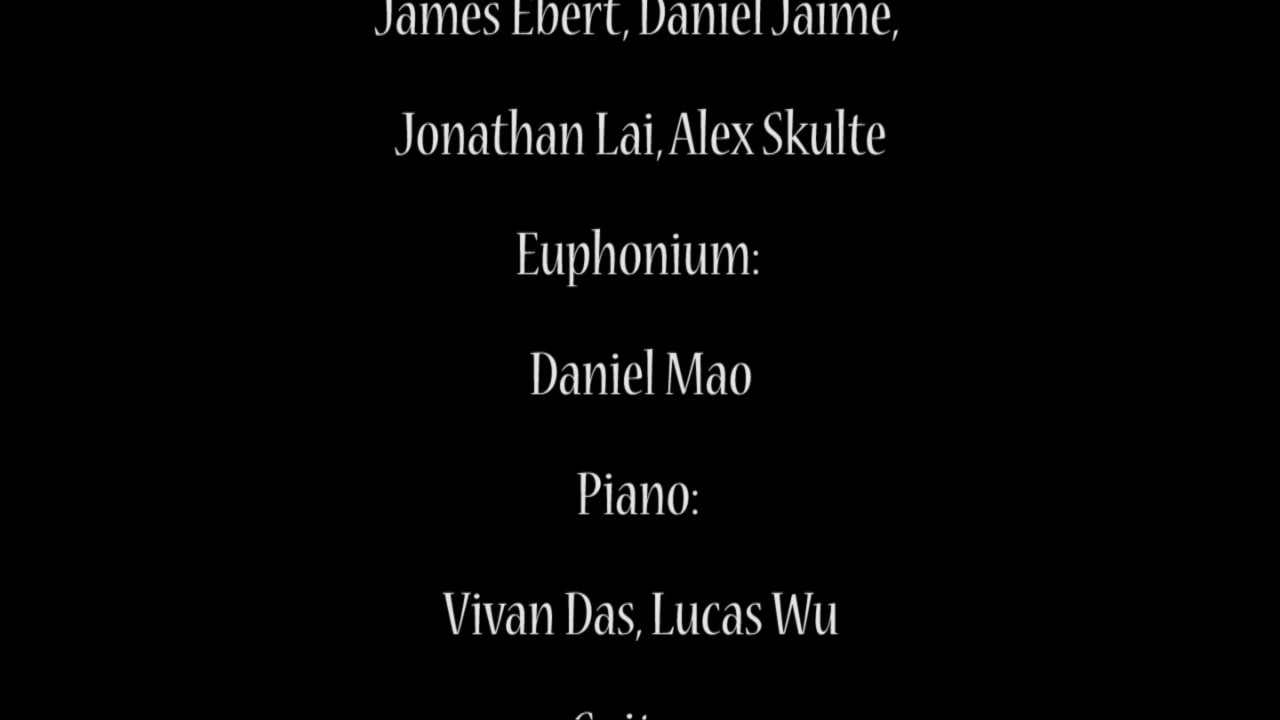 James Ebert, Daniel Jaime,
Jonathan Lai, Alex Skulte
Euphonium:
Daniel Mao
Piano:
Vivan Das, Lucas Wu